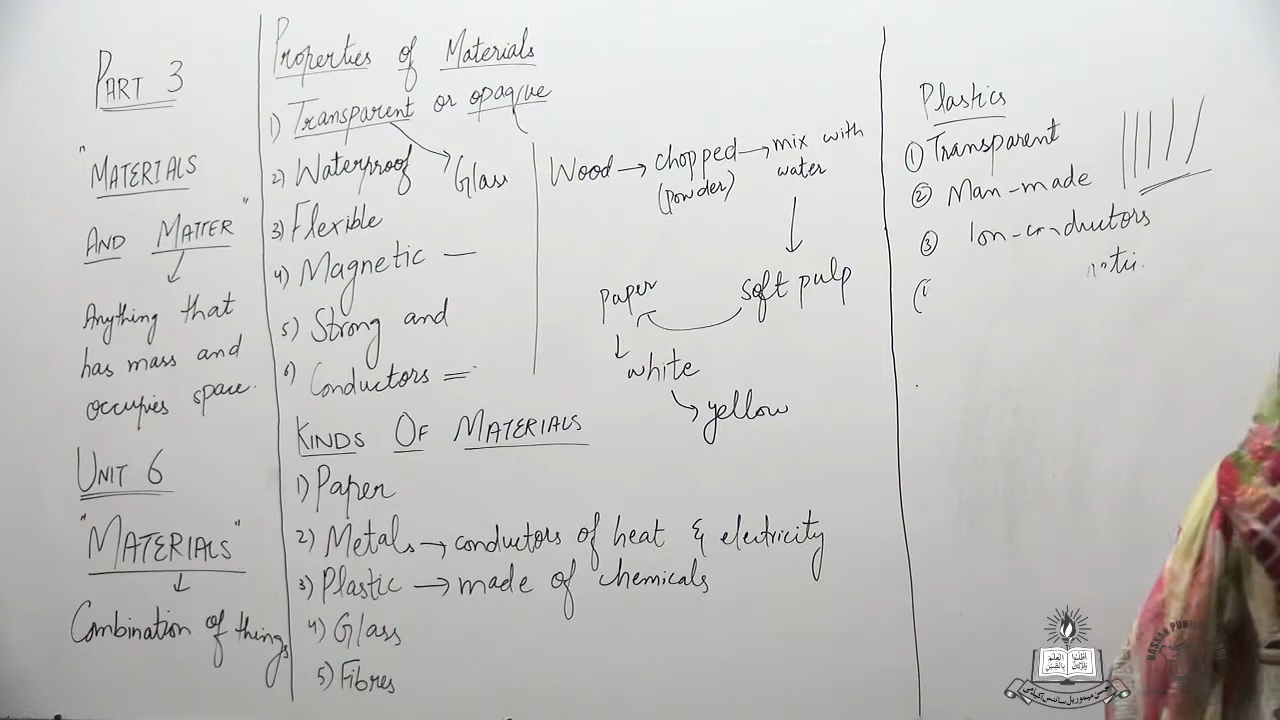 PART 3
"MATERIALS
AND MATTER"
Anything that
has mass and
occupies space.
UNIT 6
"MATERIALS"
Combination of things
Properties of Materials
1) Transparent or opaque
2) Waterproof
Glass
3) Flexible
4) Magnetic —
5) Strong and
6) Conductors =
KINDS OF MATERIALS
1) Paper
2) Metals → conductors of heat & electricity
3) Plastic → made of chemicals
4) Glass
5) Fibres
Wood → chopped → mix with
(powder) water
soft pulp
paper
white
yellow
Plastics
① Transparent
② Man-made
③ Ion-conductors